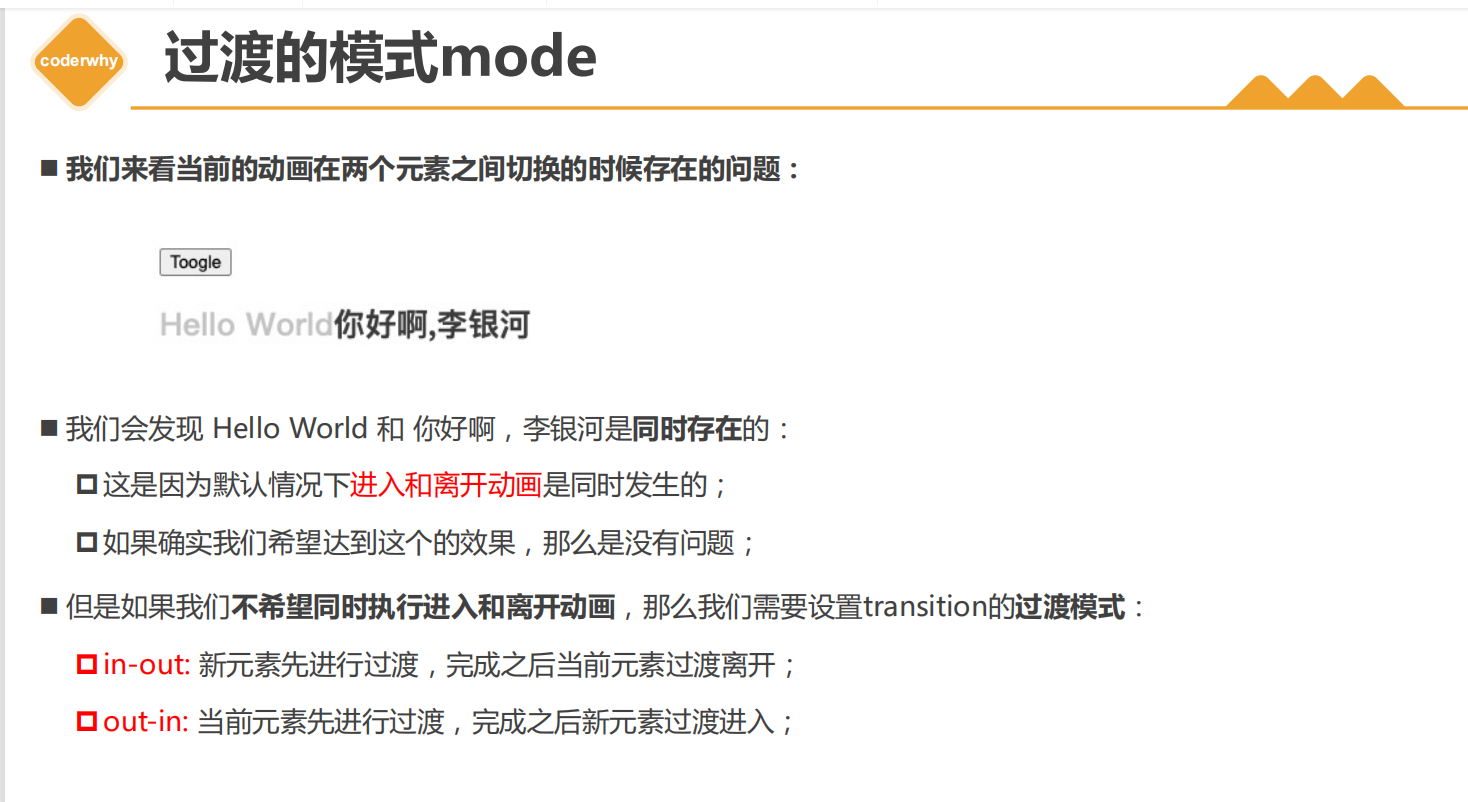 coderwhy
过渡的模式mode
我们来看当前的动画在两个元素之间切换的时候存在的问题：
Toogle
Hello World你好啊,李银河
我们会发现 Hello World 和 你好啊，李银河是同时存在的：
这是因为默认情况下进入和离开动画是同时发生的；
如果确实我们希望达到这个的效果，那么是没有问题；
但是如果我们不希望同时执行进入和离开动画，那么我们需要设置transition的过渡模式：
in-out: 新元素先进行过渡，完成之后当前元素过渡离开；
out-in: 当前元素先进行过渡，完成之后新元素过渡进入；